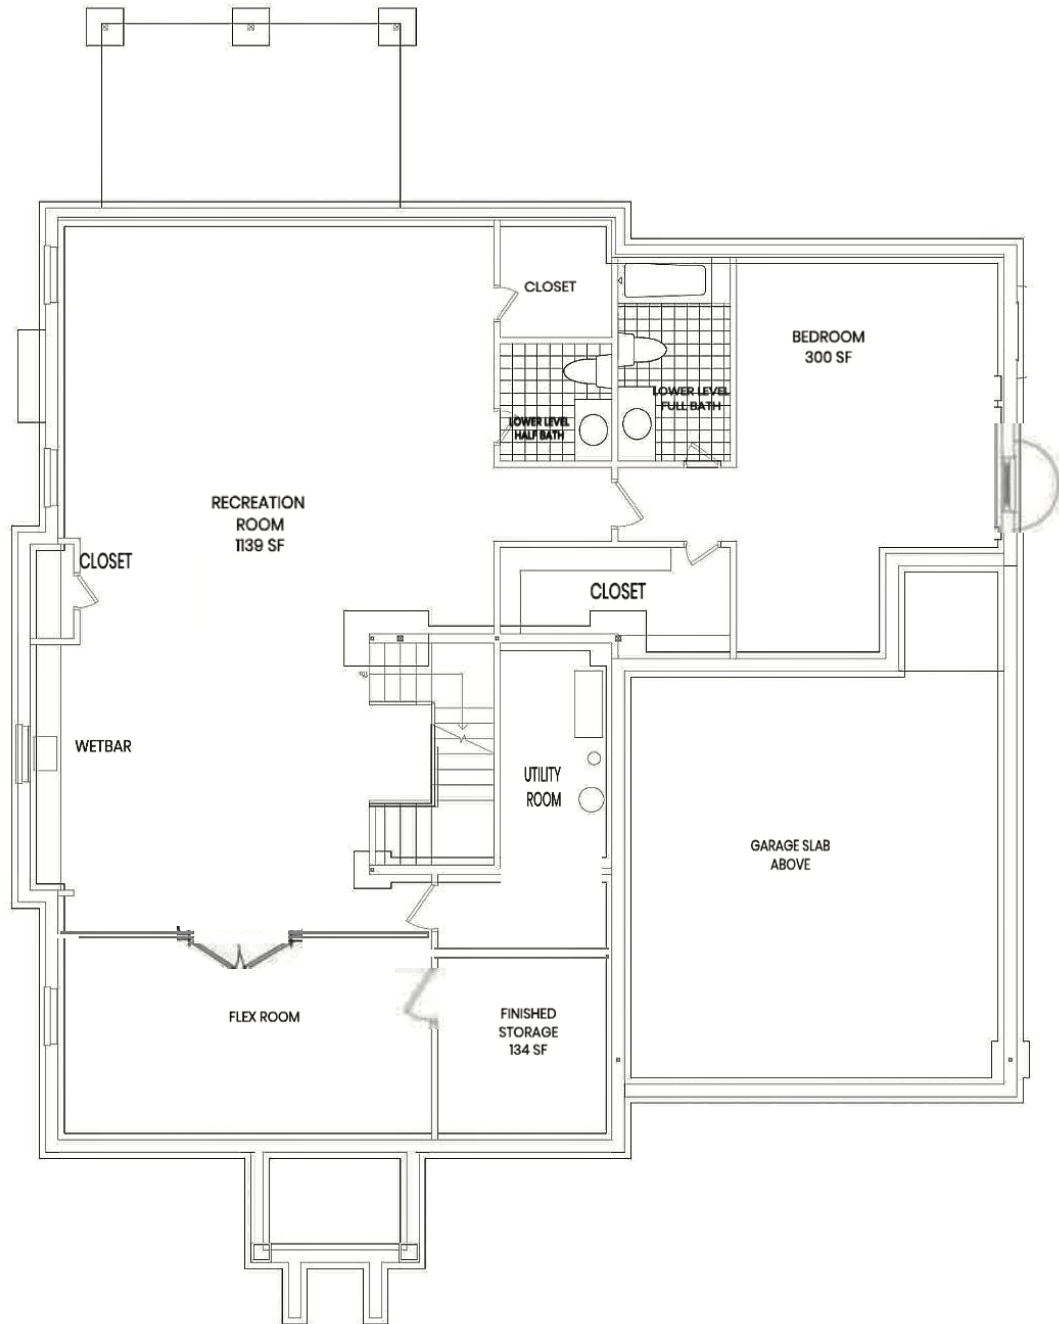 CLOSET
BEDROOM
300 SF
LOWER LEVEL
FULL BATH
LOWER LEVEL
HALF BATH
RECREATION
ROOM
1139 SF
CLOSET
CLOSET
WETBAR
UTILITY
ROOM
GARAGE SLAB
ABOVE
FLEX ROOM
FINISHED
STORAGE
134 SF